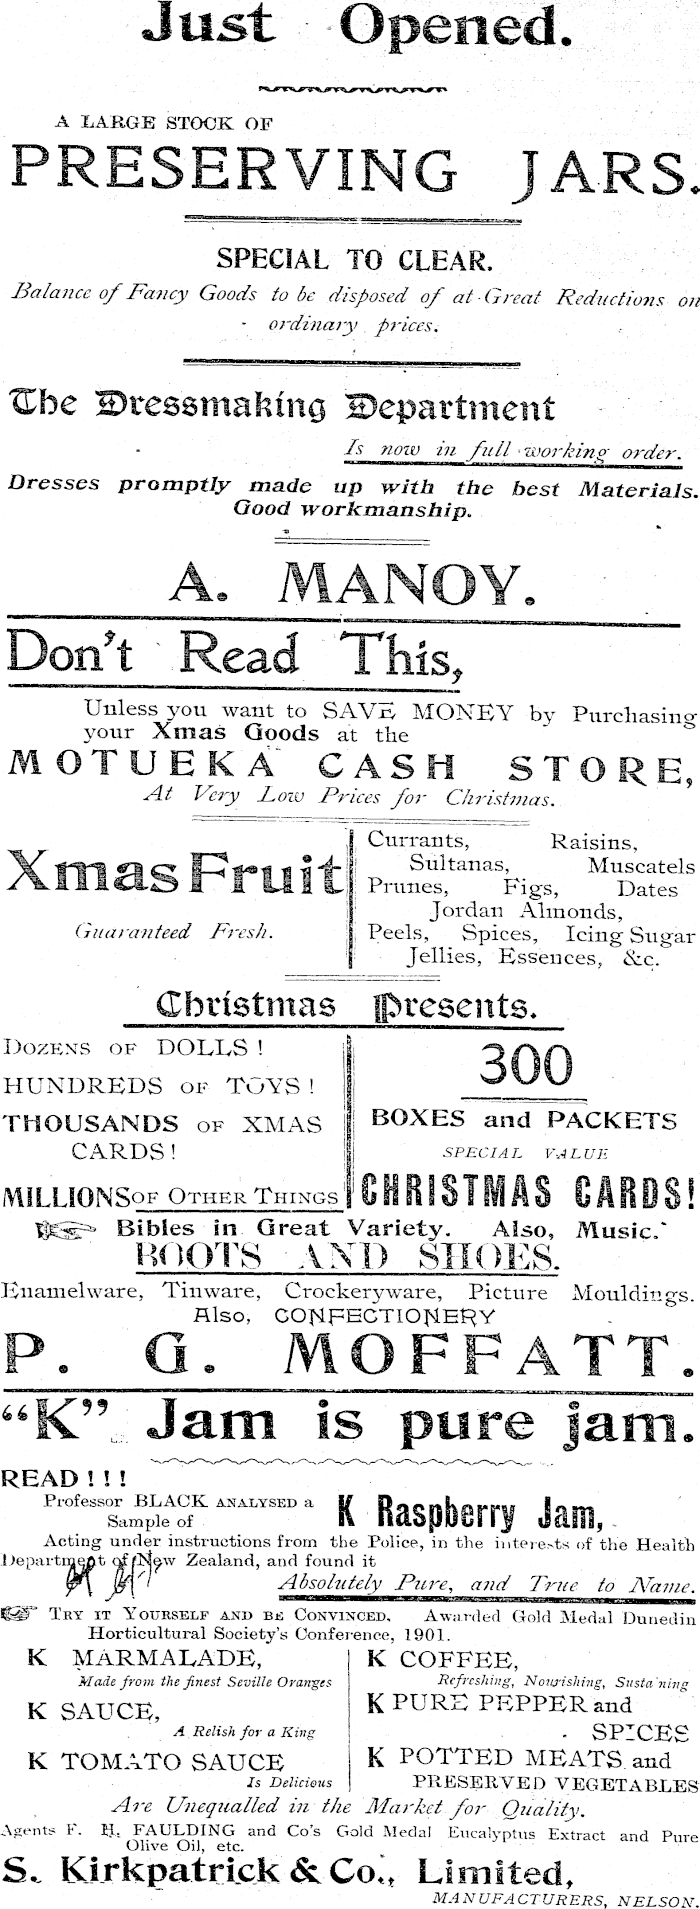 Just Opened.
A LARGE STOCK OF
PRESERVING JARS.
SPECIAL TO CLEAR.
Balance of Fancy Goods to be disposed of at Great Reductions on
ordinary prices.
The Dressmaking Department
Is now in full working order.
Dresses promptly made up with the best Materials.
Good workmanship.
A. MANOY.
Don't Read This,
Unless you want to SAVE MONEY by Purchasing
your Xmas Goods at the
MOTUEKA CASH STORE,
At Very Low Prices for Christmas.
Xmas Fruit
Guaranteed Fresh.
Currants, Raisins,
Sultanas, Muscatels
Prunes, Figs, Dates
Jordan Almonds,
Peels, Spices, Icing Sugar
Jellies, Essences, &c.
Christmas Presents.
DOZENS OF DOLLS!
HUNDREDS OF TOYS!
THOUSANDS OF XMAS
CARDS!
MILLIONS OF OTHER THINGS
300
BOXES and PACKETS
SPECIAL VALUE
CHRISTMAS CARDS!
Bibles in Great Variety. Also, Music.
BOOTS AND SHOES.
Enamelware, Tinware, Crockeryware, Picture Mouldings.
Also, CONFECTIONERY
P. G. MOFFATT.
"K" Jam is pure jam.
READ!!!
Professor BLACK ANALYSED a
Sample of
K Raspberry Jam,
Acting under instructions from the Police, in the interests of the Health
Department of New Zealand, and found it
Absolutely Pure, and True to Name.
TRY IT YOURSELF AND BE CONVINCED. Awarded Gold Medal Dunedin
Horticultural Society's Conference, 1901.
K MARMALADE,
Made from the finest Seville Oranges
K SAUCE,
A Relish for a King
K TOMATO SAUCE
Is Delicious
K COFFEE,
Refreshing, Nourishing, Sustaining
K PURE PEPPER and
SPICES
K POTTED MEATS and
PRESERVED VEGETABLES
Are Unequalled in the Market for Quality.
Agents F. H. FAULDING and Co's Gold Medal Eucalyptus Extract and Pure
Olive Oil, etc.
S. Kirkpatrick & Co., Limited,
MANUFACTURERS, NELSON.